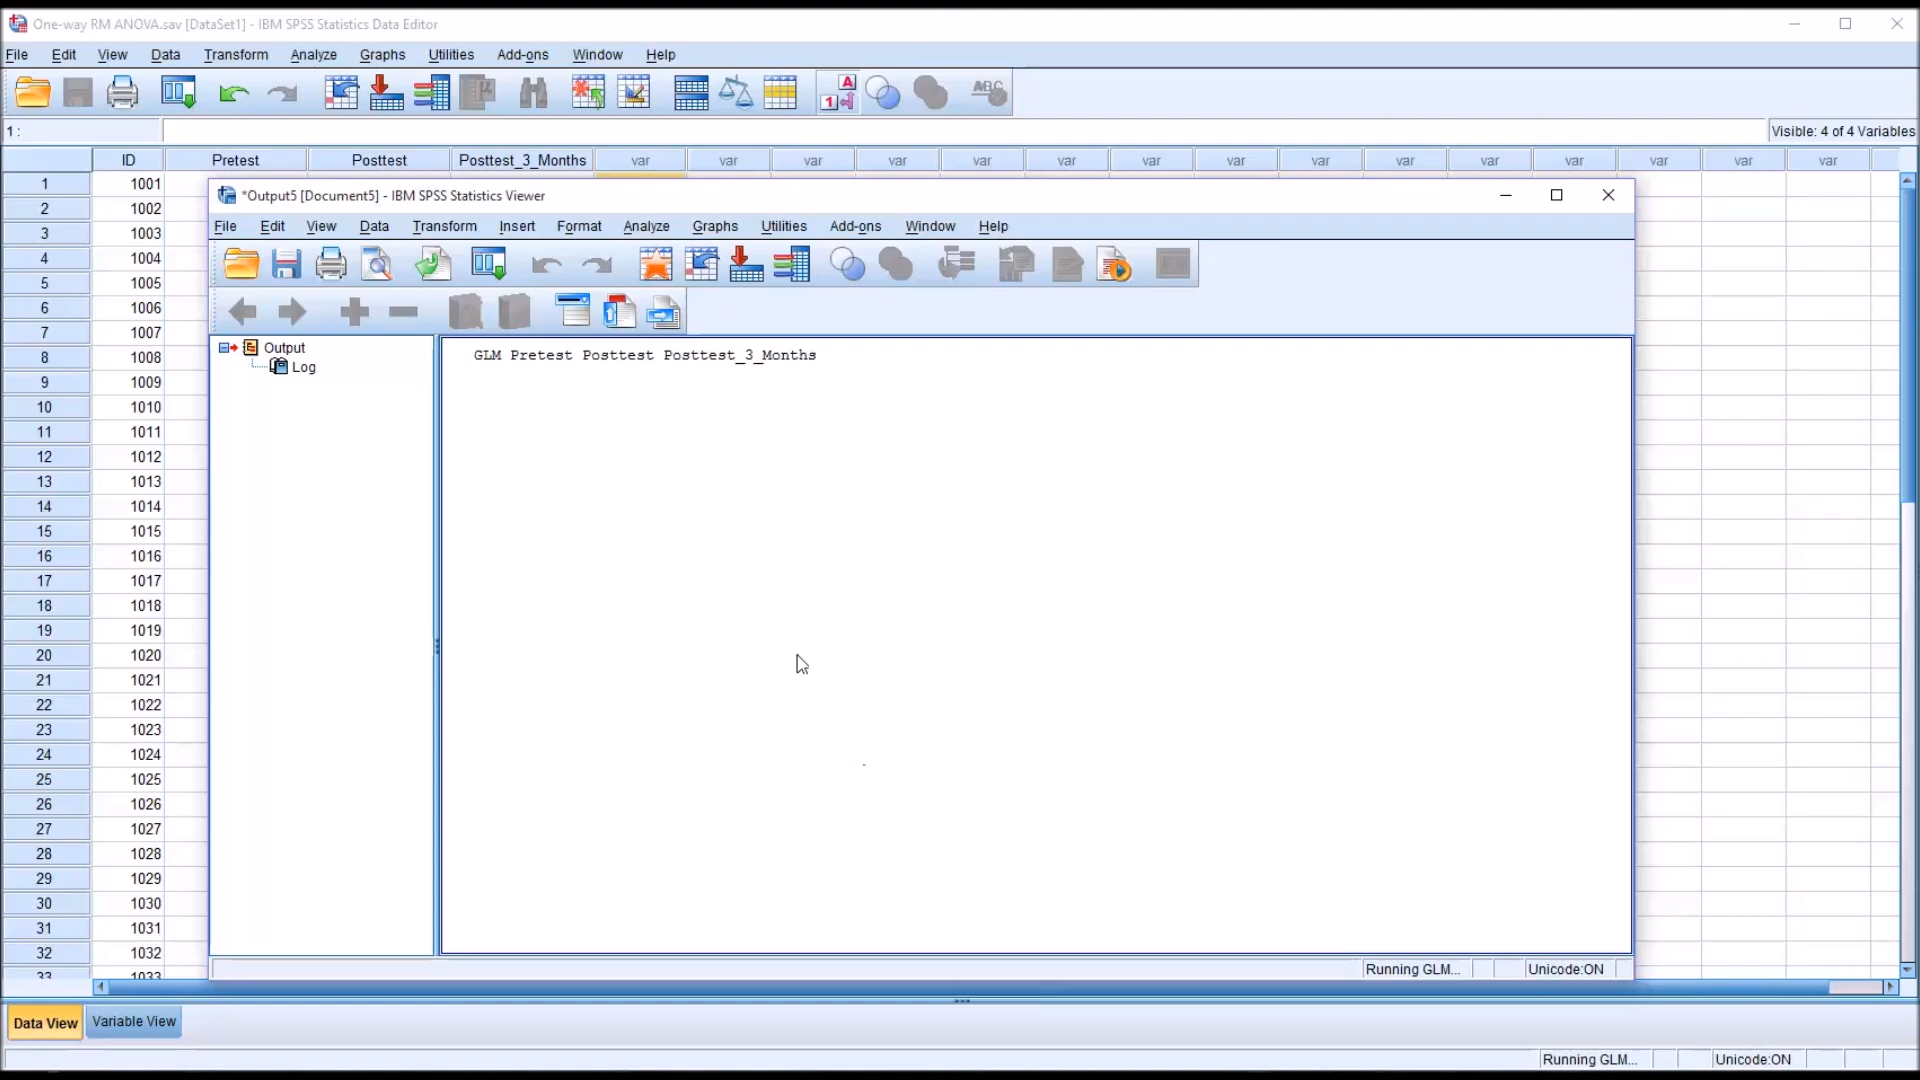 One-way RM ANOVA.sav [DataSet1] - IBM SPSS Statistics Data Editor
File Edit View Data Transform Analyze Graphs Utilities Add-ons Window Help
1 A ABC
1 :
Visible: 4 of 4 Variables
ID Pretest Posttest Posttest_3_Months var var var var var var var var var var var var var var var
1 1001
*Output5 [Document5] - IBM SPSS Statistics Viewer
2 1002
3 1003
File Edit View Data Transform Insert Format Analyze Graphs Utilities Add-ons Window Help
4 1004
5 1005
6 1006
7 1007
Output
8 1008
GLM Pretest Posttest Posttest_3_Months
Log
9 1009
10 1010
11 1011
12 1012
13 1013
14 1014
15 1015
16 1016
17 1017
18 1018
19 1019
20 1020
21 1021
22 1022
23 1023
24 1024
25 1025
26 1026
27 1027
28 1028
29 1029
30 1030
31 1031
32 1032
33 1033
Running GLM... Unicode:ON
Data View Variable View
Running GLM... Unicode:ON